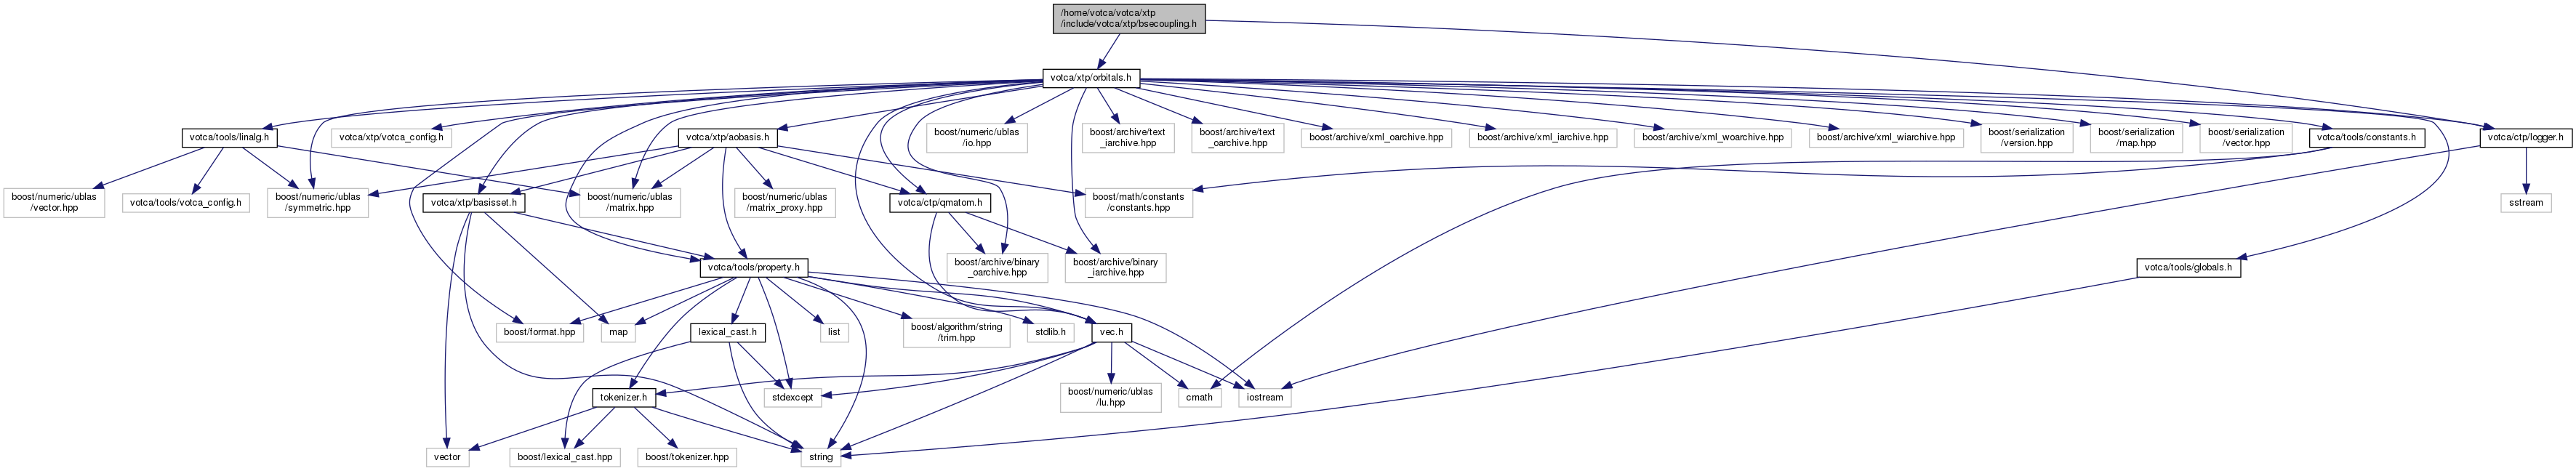 /home/votca/votca/xtp
/include/votca/xtp/bsecoupling.h
votca/xtp/orbitals.h
votca/tools/linalg.h
votca/xtp/votca_config.h
votca/xtp/aobasis.h
boost/numeric/ublas
/io.hpp
boost/archive/text
_iarchive.hpp
boost/archive/text
_oarchive.hpp
boost/archive/xml_oarchive.hpp
boost/archive/xml_iarchive.hpp
boost/archive/xml_woarchive.hpp
boost/archive/xml_wiarchive.hpp
boost/serialization
/version.hpp
boost/serialization
/map.hpp
boost/serialization
/vector.hpp
votca/tools/constants.h
votca/ctp/logger.h
boost/numeric/ublas
/vector.hpp
votca/tools/votca_config.h
boost/numeric/ublas
/symmetric.hpp
votca/xtp/basisset.h
boost/numeric/ublas
/matrix.hpp
boost/numeric/ublas
/matrix_proxy.hpp
votca/ctp/qmatom.h
boost/math/constants
/constants.hpp
sstream
votca/tools/property.h
boost/archive/binary
_oarchive.hpp
boost/archive/binary
_iarchive.hpp
votca/tools/globals.h
boost/format.hpp
map
lexical_cast.h
list
boost/algorithm/string
/trim.hpp
stdlib.h
vec.h
tokenizer.h
stdexcept
boost/numeric/ublas
/lu.hpp
cmath
iostream
vector
boost/lexical_cast.hpp
boost/tokenizer.hpp
string